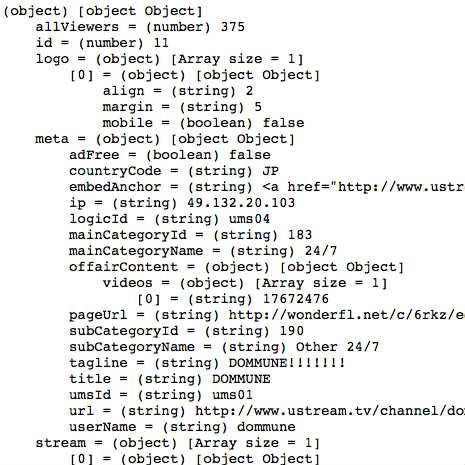 (object) [object Object]
allViewers = (number) 375
id = (number) 11
logo = (object) [Array size = 1]
[0] = (object) [object Object]
align = (string) 2
margin = (string) 5
mobile = (boolean) false
meta = (object) [object Object]
adFree = (boolean) false
countryCode = (string) JP
embedAnchor = (string) <a href="http://www.ustr
ip = (string) 49.132.20.103
logicId = (string) ums04
mainCategoryId = (string) 183
mainCategoryName = (string) 24/7
offairContent = (object) [object Object]
videos = (object) [Array size = 1]
[0] = (string) 17672476
pageUrl = (string) http://wonderfl.net/c/6rkz/e
subCategoryId = (string) 190
subCategoryName = (string) Other 24/7
tagline = (string) DOMMUNE!!!!!!!
title = (string) DOMMUNE
umsId = (string) ums01
url = (string) http://www.ustream.tv/channel/do
userName = (string) dommune
stream = (object) [Array size = 1]
[0] = (object) [object Object]